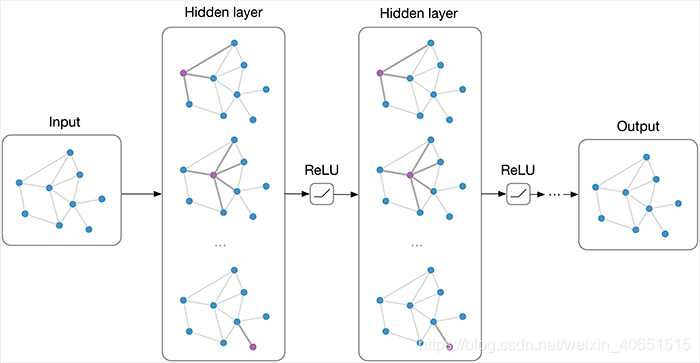 Hidden layer
Hidden layer
Input
ReLU
ReLU
Output
...
...
...
https://blog.csdn.net/weixin_40651515